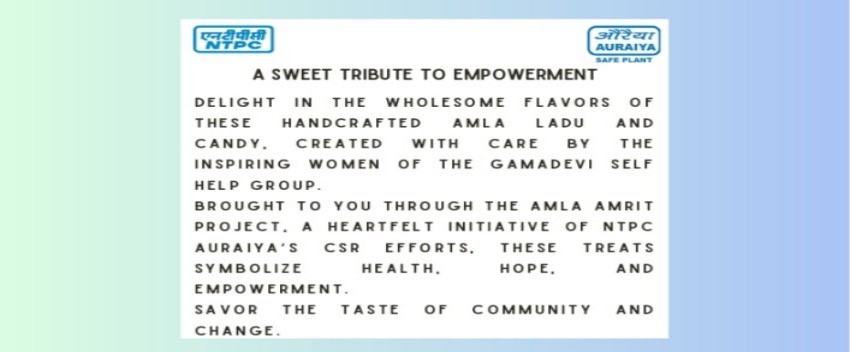 एनटीपीसी
NTPC
औरैया
AURAIYA
SAFE PLANT
A SWEET TRIBUTE TO EMPOWERMENT
DELIGHT IN THE WHOLESOME FLAVORS OF
THESE HANDCRAFTED AMLA LADU AND
CANDY, CREATED WITH CARE BY THE
INSPIRING WOMEN OF THE GAMADEVI SELF
HELP GROUP.
BROUGHT TO YOU THROUGH THE AMLA AMRIT
PROJECT, A HEARTFELT INITIATIVE OF NTPC
AURAIYA'S CSR EFFORTS, THESE TREATS
SYMBOLIZE HEALTH, HOPE, AND
EMPOWERMENT.
SAVOR THE TASTE OF COMMUNITY AND
CHANGE.